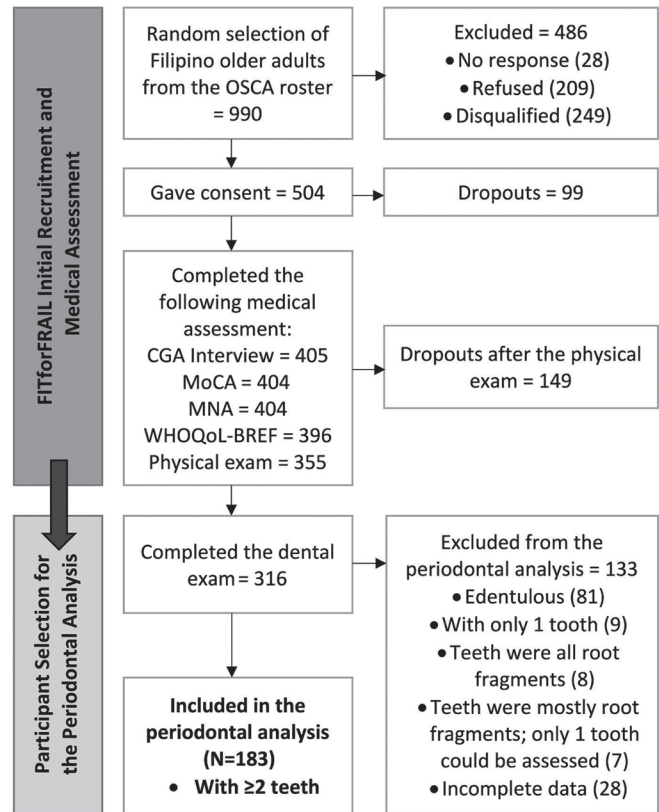 FITforFRAIL Initial Recruitment and
Medical Assessment
Random selection of
Filipino older adults
from the OSCA roster
= 990
Excluded = 486
• No response (28)
• Refused (209)
• Disqualified (249)
Gave consent = 504
Dropouts = 99
Completed the
following medical
assessment:
CGA Interview = 405
MoCA = 404
MNA = 404
WHOQoL-BREF = 396
Physical exam = 355
Dropouts after the physical
exam = 149
Participant Selection for
the Periodontal Analysis
Completed the dental
exam = 316
Excluded from the
periodontal analysis = 133
• Edentulous (81)
• With only 1 tooth (9)
• Teeth were all root
fragments (8)
• Teeth were mostly root
fragments; only 1 tooth
could be assessed (7)
• Incomplete data (28)
Included in the
periodontal analysis
(N=183)
• With ≥2 teeth